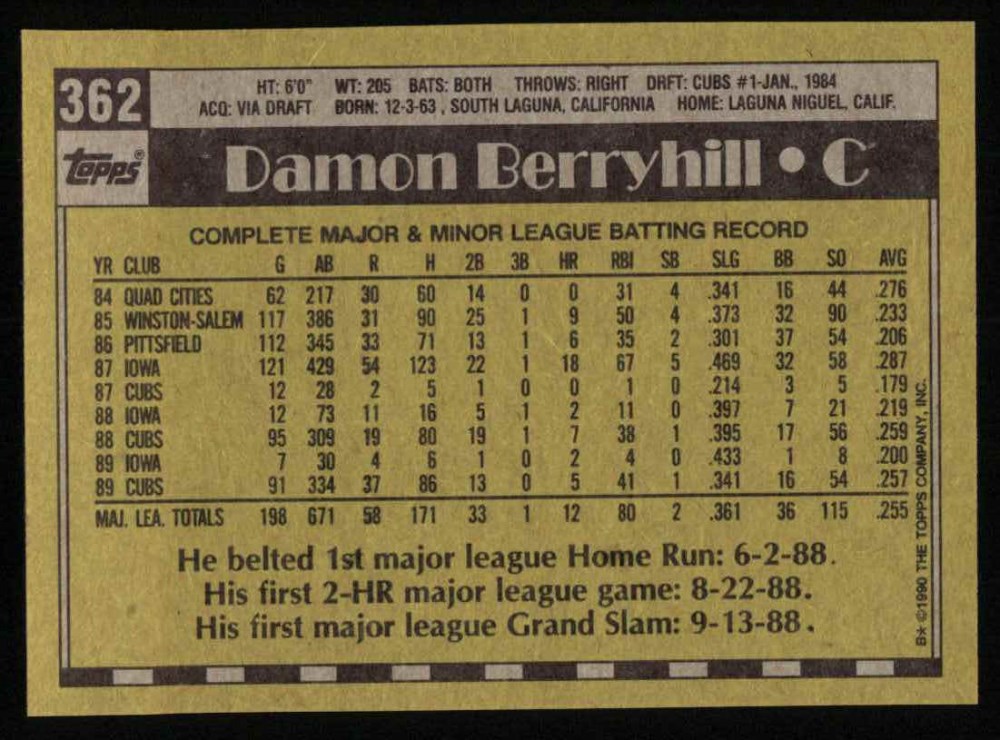 362
HT: 6'0" WT: 205 BATS: BOTH THROWS: RIGHT DRFT: CUBS #1-JAN., 1984
ACQ: VIA DRAFT BORN: 12-3-63 , SOUTH LAGUNA, CALIFORNIA HOME: LAGUNA NIGUEL, CALIF.
topps®
Damon Berryhill • C
COMPLETE MAJOR & MINOR LEAGUE BATTING RECORD
YR CLUB G AB R H 2B 3B HR RBI SB SLG BB SO AVG
84 QUAD CITIES 62 217 30 60 14 0 0 31 4 .341 16 44 .276
85 WINSTON-SALEM 117 386 31 90 25 1 9 50 4 .373 32 90 .233
86 PITTSFIELD 112 345 33 71 13 1 6 35 2 .301 37 54 .206
87 IOWA 121 429 54 123 22 1 18 67 5 .469 32 58 .287
87 CUBS 12 28 2 5 1 0 0 1 0 .214 3 5 .179
88 IOWA 12 73 11 16 5 1 2 11 0 .397 7 21 .219
88 CUBS 95 309 19 80 19 1 7 38 1 .395 17 56 .259
89 IOWA 7 30 4 6 1 0 2 4 0 .433 1 8 .200
89 CUBS 91 334 37 86 13 0 5 41 1 .341 16 54 .257
MAJ. LEA. TOTALS 198 671 58 171 33 1 12 80 2 .361 36 115 .255
He belted 1st major league Home Run: 6-2-88.
His first 2-HR major league game: 8-22-88.
His first major league Grand Slam: 9-13-88.
B* ©1990 THE TOPPS COMPANY, INC.